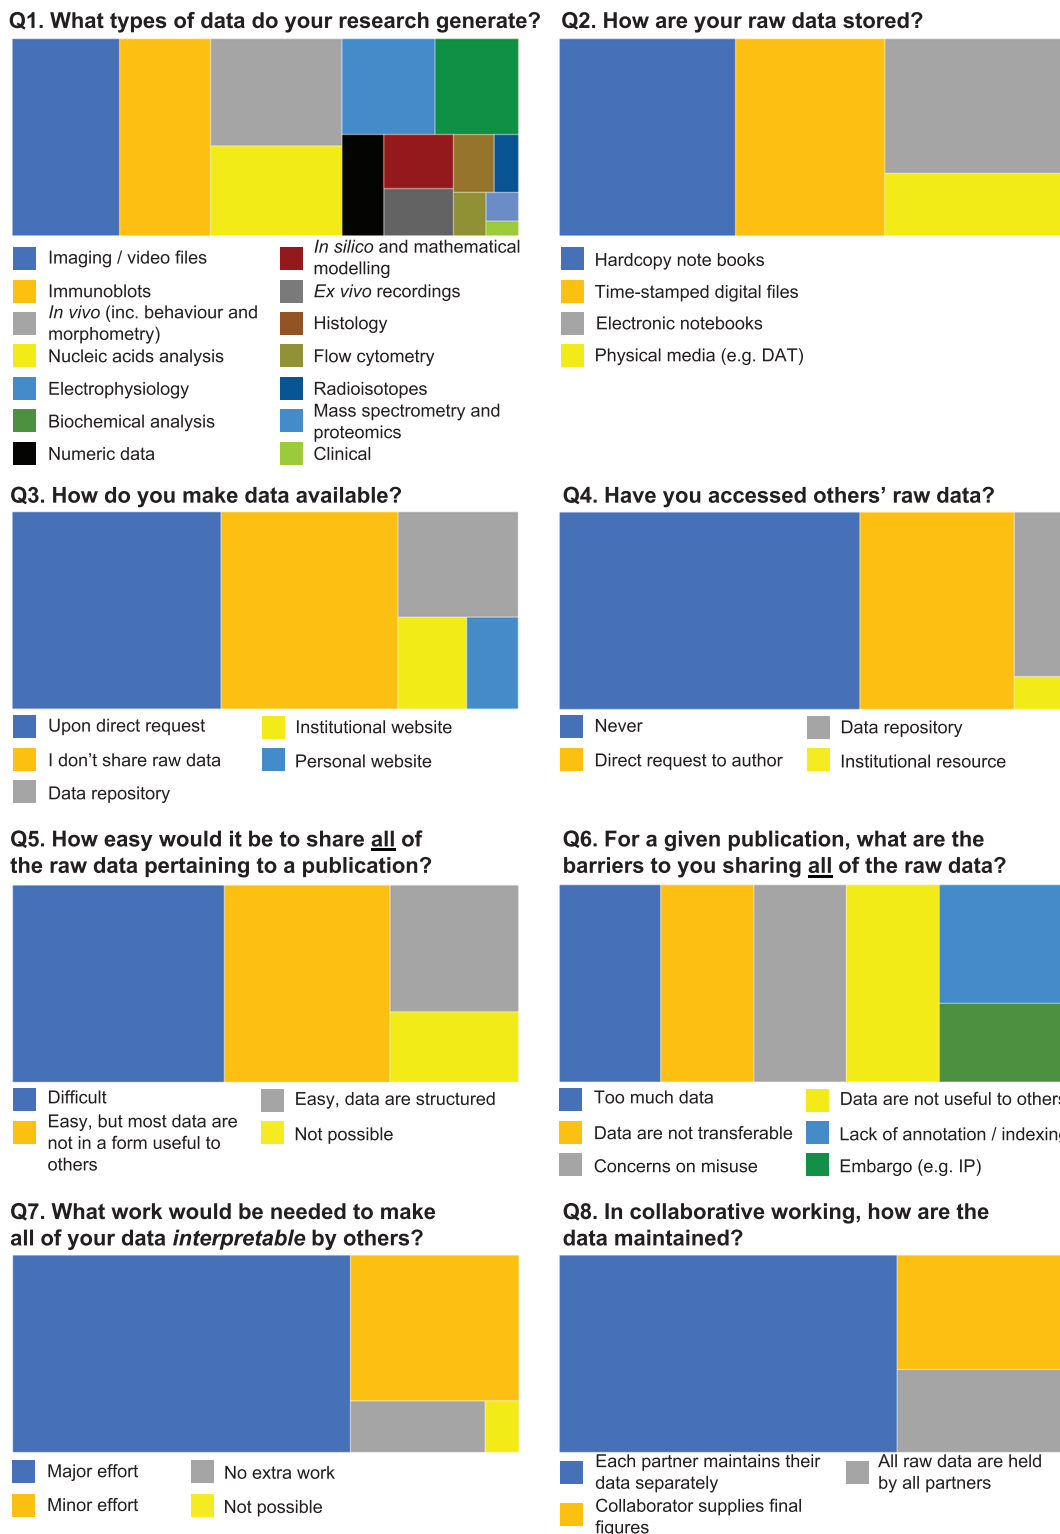 Q1. What types of data do your research generate?
Imaging / video files
Immunoblots
In vivo (inc. behaviour and
morphometry)
Nucleic acids analysis
Electrophysiology
Biochemical analysis
Numeric data
In silico and mathematical
modelling
Ex vivo recordings
Histology
Flow cytometry
Radioisotopes
Mass spectrometry and
proteomics
Clinical
Q2. How are your raw data stored?
Hardcopy note books
Time-stamped digital files
Electronic notebooks
Physical media (e.g. DAT)
Q3. How do you make data available?
Upon direct request
I don't share raw data
Data repository
Institutional website
Personal website
Q4. Have you accessed others' raw data?
Never
Direct request to author
Data repository
Institutional resource
Q5. How easy would it be to share all of
the raw data pertaining to a publication?
Difficult
Easy, but most data are
not in a form useful to
others
Easy, data are structured
Not possible
Q6. For a given publication, what are the
barriers to you sharing all of the raw data?
Too much data
Data are not transferable
Concerns on misuse
Data are not useful to others
Lack of annotation / indexing
Embargo (e.g. IP)
Q7. What work would be needed to make
all of your data interpretable by others?
Major effort
Minor effort
No extra work
Not possible
Q8. In collaborative working, how are the
data maintained?
Each partner maintains their
data separately
Collaborator supplies final
figures
All raw data are held
by all partners